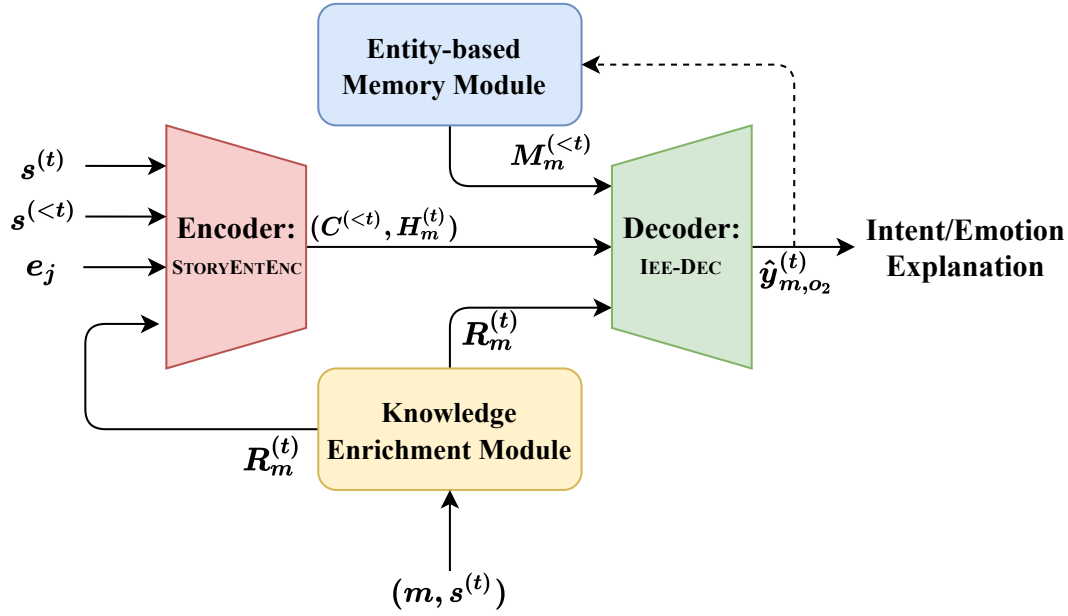 Entity-based
Memory Module
s^{(t)}
s^{(<t)}
e_j
Encoder:
STORYENTENC
(C^{(<t)}, H_m^{(t)})
M_m^{(<t)}
Decoder:
IEE-DEC
ŷ_{m,o_2}^{(t)}
Intent/Emotion
Explanation
R_m^{(t)}
Knowledge
Enrichment Module
R_m^{(t)}
(m, s^{(t)})